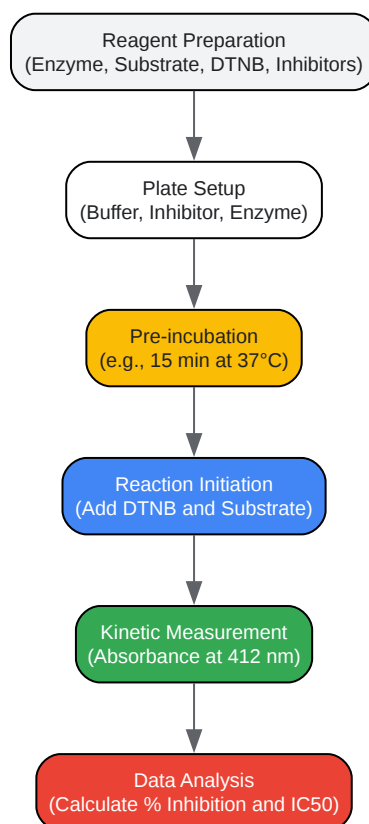 Reagent Preparation
(Enzyme, Substrate, DTNB, Inhibitors)
Plate Setup
(Buffer, Inhibitor, Enzyme)
Pre-incubation
(e.g., 15 min at 37°C)
Reaction Initiation
(Add DTNB and Substrate)
Kinetic Measurement
(Absorbance at 412 nm)
Data Analysis
(Calculate % Inhibition and IC50)